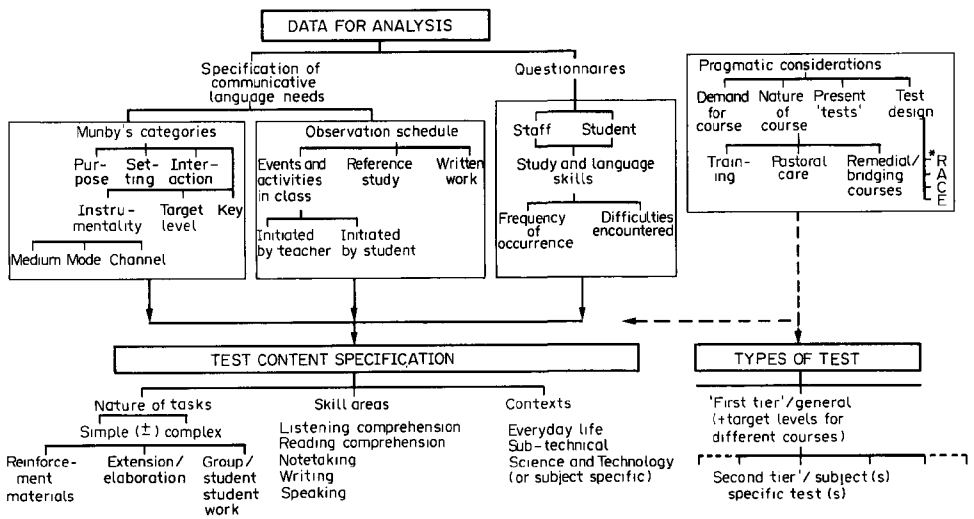 DATA FOR ANALYSIS
Specification of
communicative
language needs
Questionnaires
Munby's categories
Pur-
pose
Set-
ting
Inter-
action
Instru-
mentality
Target
level
Key
Medium Mode Channel
Observation schedule
Events and
activities
in class
Reference
study
Written
work
Initiated
by teacher
Initiated
by student
Staff
Student
Study and language
skills
Frequency
of
occurrence
Difficulties
encountered
Pragmatic considerations
Demand
for
course
Nature
of
course
Present
'tests'
Test
design
Train-
ing
Pastoral
care
Remedial/
bridging
courses
*
R
A
C
E
TEST CONTENT SPECIFICATION
Nature of tasks
Simple (±) complex
Reinforce-
ment
materials
Extension/
elaboration
Group/
student
student
work
Skill areas
Listening comprehension
Reading comprehension
Notetaking
Writing
Speaking
Contexts
Everyday life
Sub-technical
Science and Technology
(or subject specific)
TYPES OF TEST
'First tier'/general
(+target levels for
different courses)
Second tier'/ subject(s)
specific test (s)